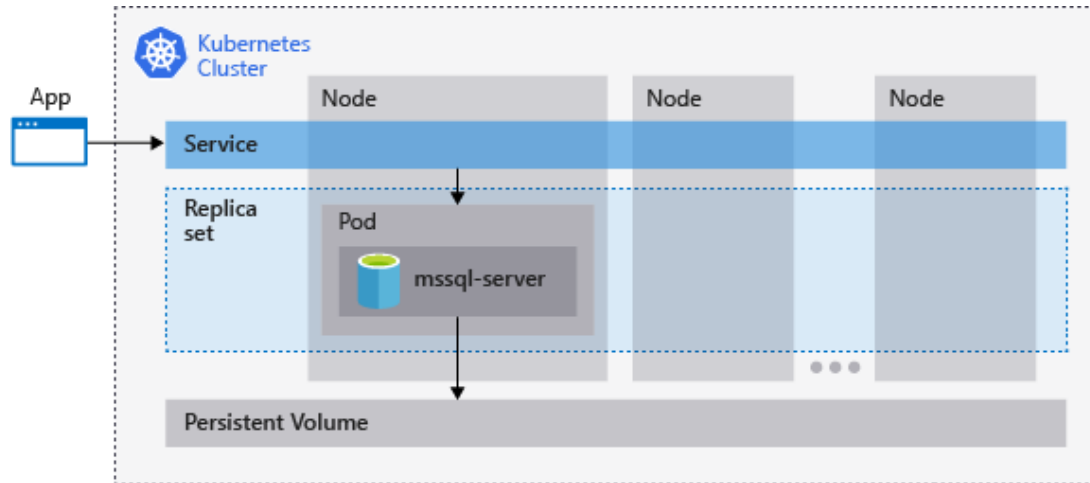 Kubernetes
Cluster
App
Node
Node
Node
Service
Replica
set
Pod
mssql-server
Persistent Volume